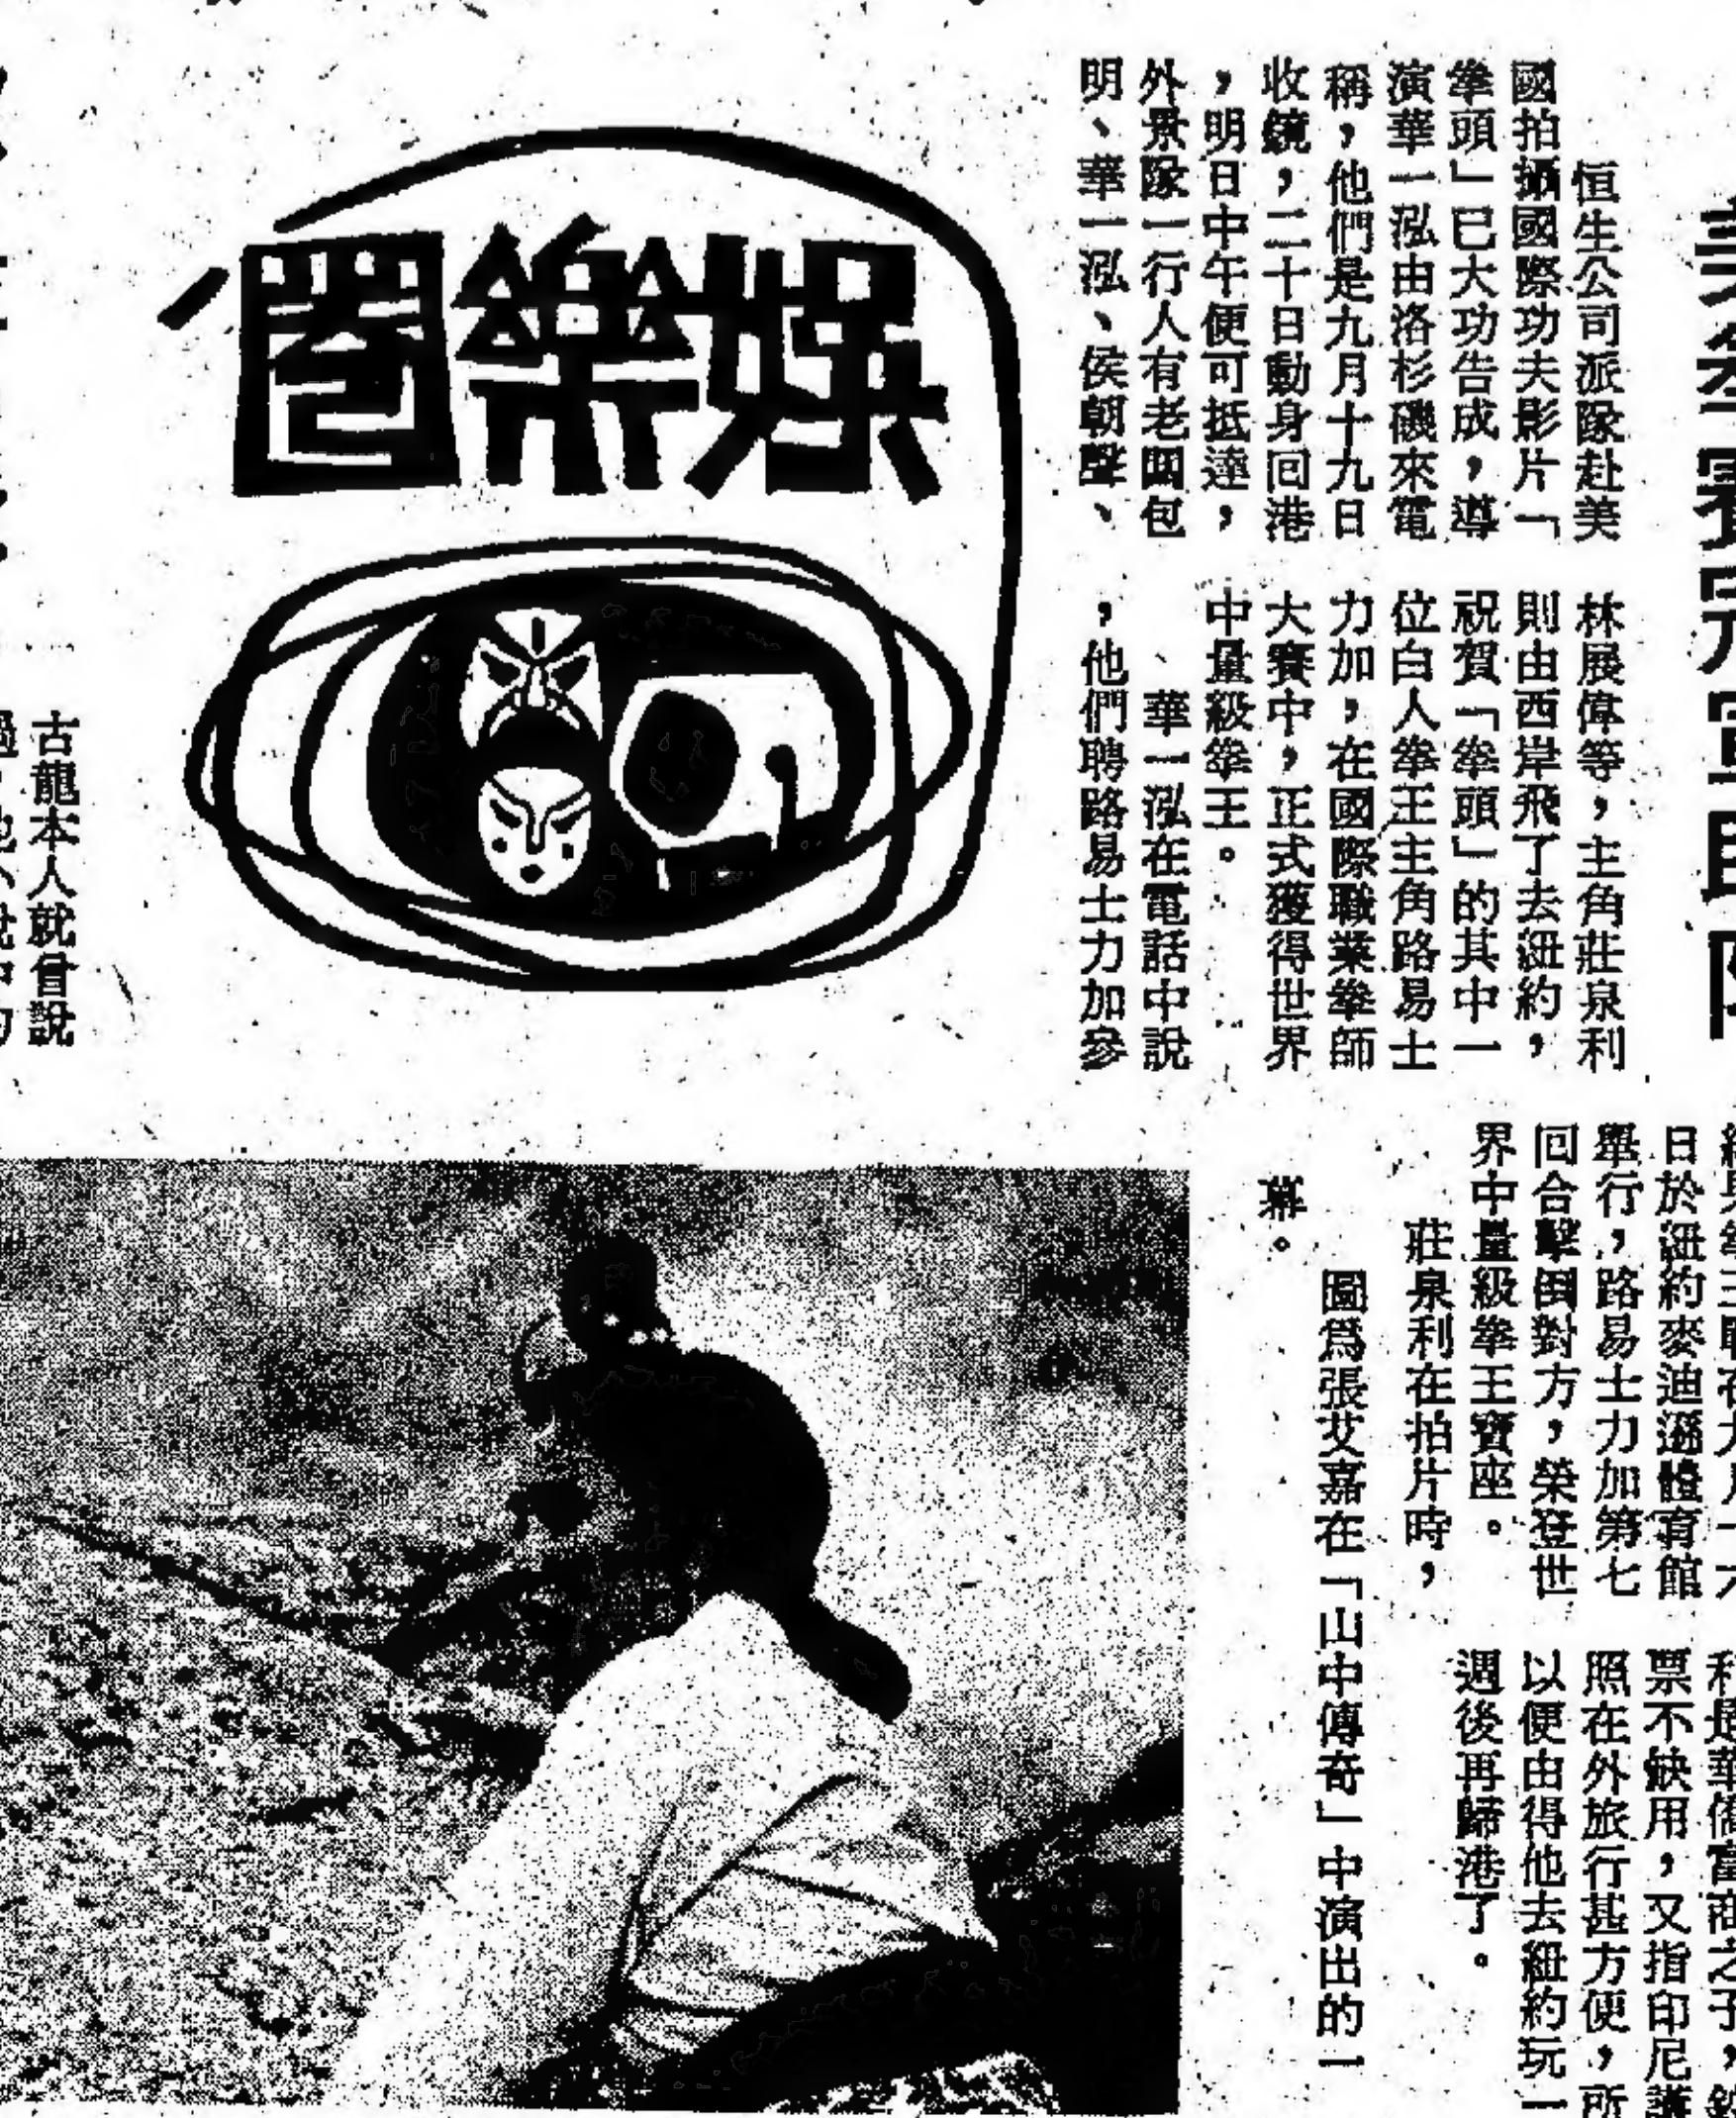 恒生公司派隊赴美
國拍攝國際功夫影片「
拳頭」已大功告成，導
演華一泓由洛杉磯來電
稱，他們是九月十九日
收鏡，二十日動身回港
，明日中午便可抵達，
外景隊一行人有老闆包
明、華一泓、侯朝聲、
林展偉等，主角莊泉利
則由西岸飛了去紐約，
祝賀「拳頭」的其中一
位白人拳王主角路易士
力加，在國際職業拳師
大賽中，正式獲得世界
中量級拳王。
、華一泓在電話中說
，他們聘路易士力加參
日於紐約麥迪遜體育館
舉行，路易士力加第七
回合擊倒對方，榮登世
界中量級拳王寶座。
莊泉利在拍片時，
票不缺用，又指印尼護
照在外旅行甚方便，所
以便由得他去紐約玩一
週後再歸港了。
娛樂圈
圖爲張艾嘉在「山中傳奇」中演出的一
幕。
古龍本人就曾說